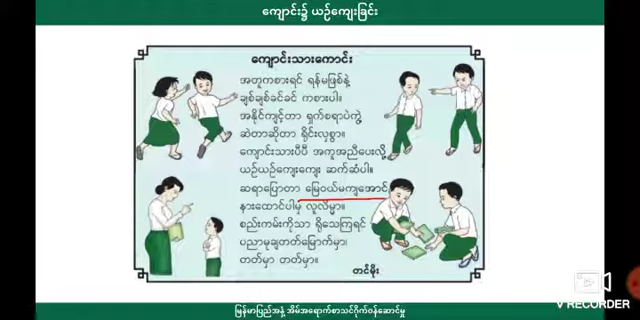 ကျောင်း၌ ယဉ်ကျေးခြင်း
ကျောင်းသားကောင်း
အတူကစားရင် ရန်မဖြစ်နဲ့
ချစ်ချစ်ခင်ခင် ကစားပါ။
အနိုင်ကျင့်တာ ရှက်စရာပဲကွဲ့
ဆဲတာဆိုတာ ရိုင်းလှစွာ။
ကျောင်းသားပီပီ အကူအညီပေးလို့
ယဉ်ယဉ်ကျေးကျေး ဆက်ဆံပါ။
ဆရာပြောတာ မြေဝယ်မကျအောင်
နားထောင်ပါမှ လူလိမ္မာ။
စည်းကမ်းကိုသာ ရိုသေကြရင်
ပညာမုချတတ်မြောက်မှာ၊
တတ်မှာ တတ်မှာ။
တင်မိုး
မြန်မာပြည်အနှံ့ အိမ်အရောက်စာသင်ဝိုက်ဝန်ဆောင်မှု
V RECORDER